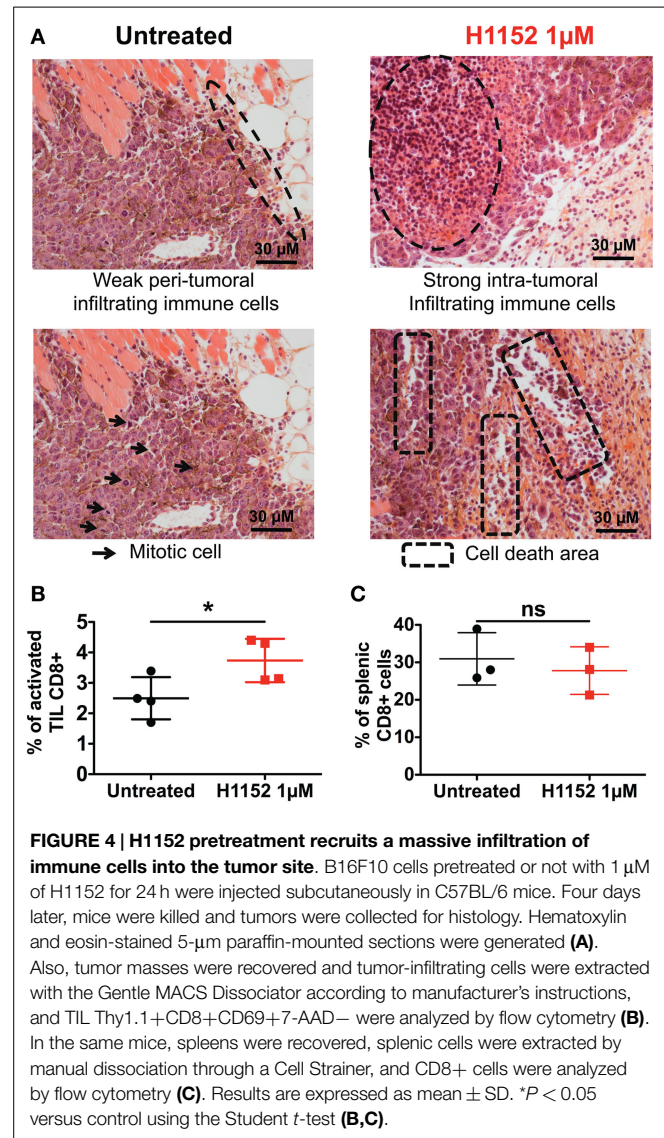 A
Untreated
H1152 1µM
30 µM
30 µM
Weak peri-tumoral
infiltrating immune cells
Strong intra-tumoral
Infiltrating immune cells
30 µM
30 µM
Mitotic cell
Cell death area
B
*
% of activated
TIL CD8+
5
4
3
2
1
0
Untreated
H1152 1µM
C
ns
% of splenic
CD8+ cells
50
40
30
20
10
0
Untreated
H1152 1µM
FIGURE 4 | H1152 pretreatment recruits a massive infiltration of
immune cells into the tumor site. B16F10 cells pretreated or not with 1 µM
of H1152 for 24 h were injected subcutaneously in C57BL/6 mice. Four days
later, mice were killed and tumors were collected for histology. Hematoxylin
and eosin-stained 5-µm paraffin-mounted sections were generated (A).
Also, tumor masses were recovered and tumor-infiltrating cells were extracted
with the Gentle MACS Dissociator according to manufacturer's instructions,
and TIL Thy1.1+CD8+CD69+7-AAD− were analyzed by flow cytometry (B).
In the same mice, spleens were recovered, splenic cells were extracted by
manual dissociation through a Cell Strainer, and CD8+ cells were analyzed
by flow cytometry (C). Results are expressed as mean ± SD. *P < 0.05
versus control using the Student t-test (B,C).